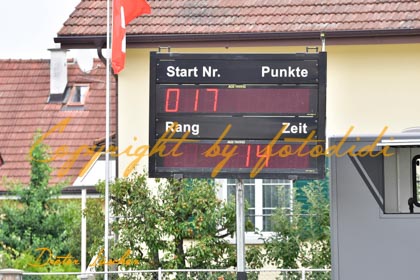 Start Nr. Punkte
017
Rang Zeit
14
Copyright by fotodidi